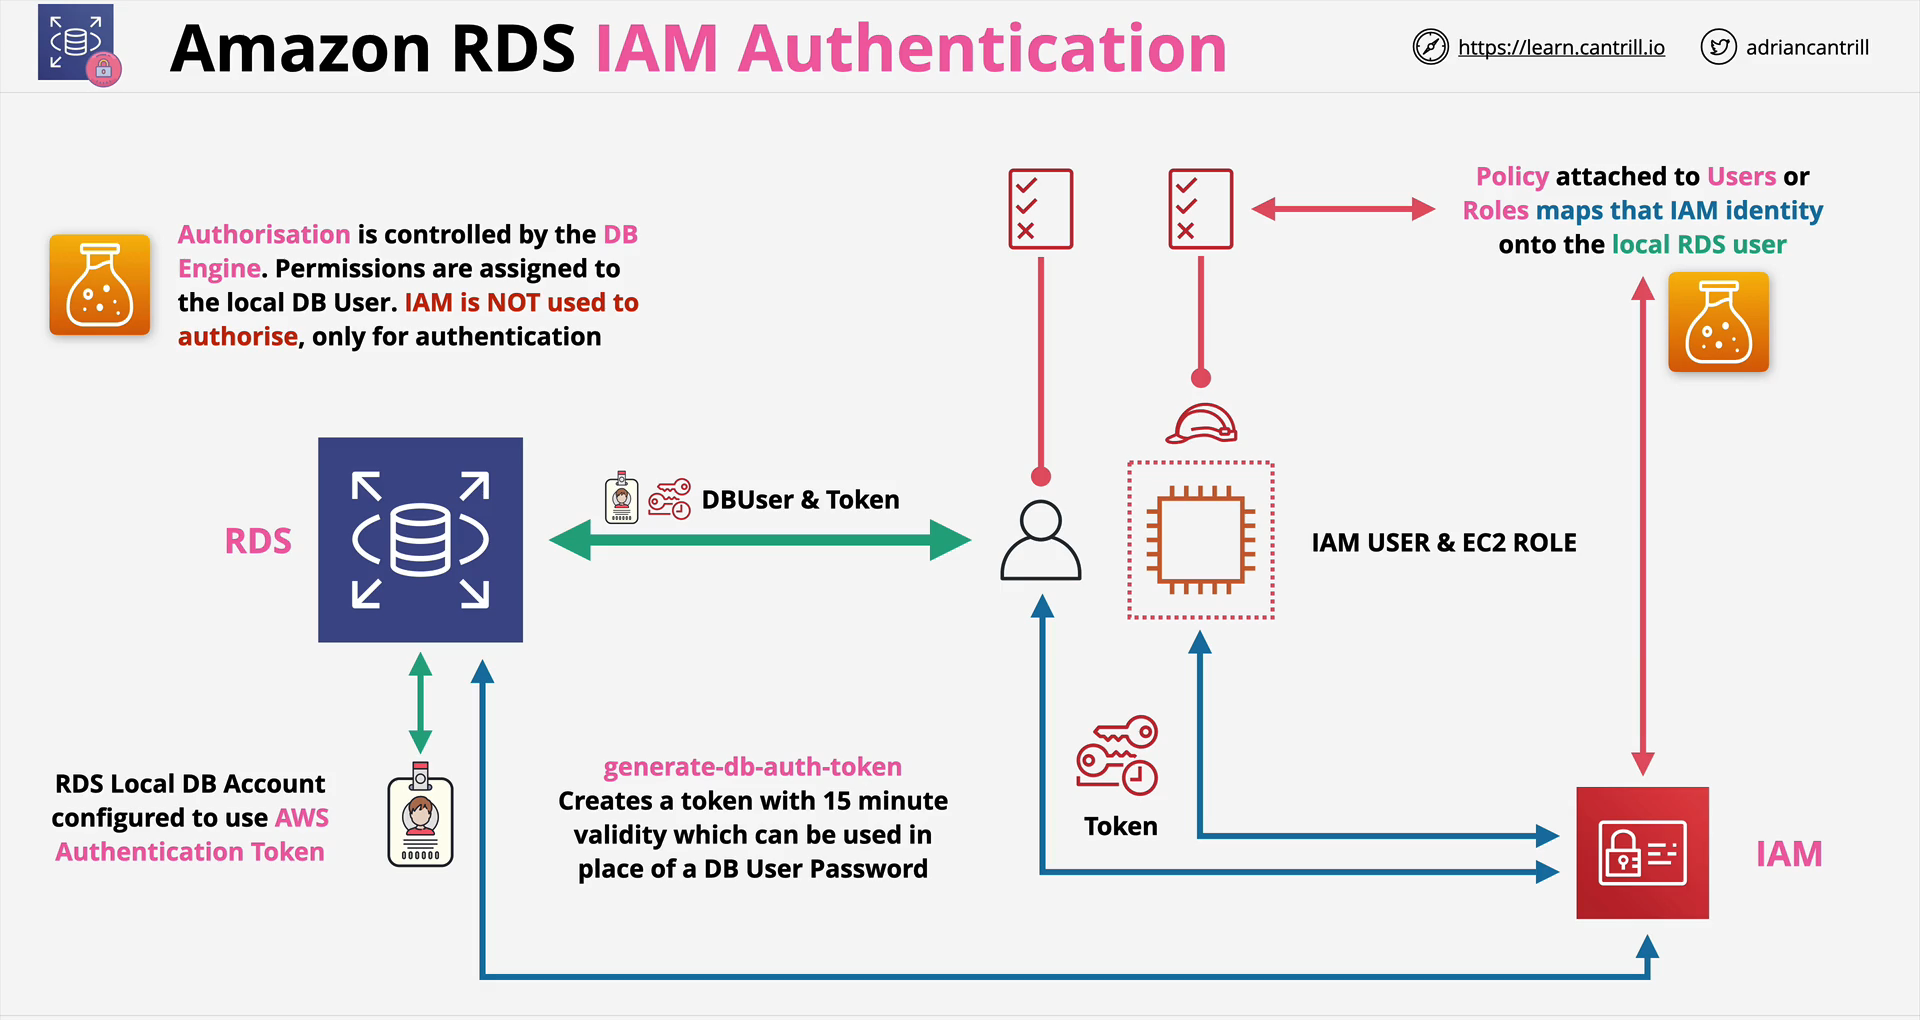 Amazon RDS IAM Authentication
https://learn.cantrill.io
adriancantrill
Policy attached to Users or
Roles maps that IAM identity
onto the local RDS user
Authorisation is controlled by the DB
Engine. Permissions are assigned to
the local DB User. IAM is NOT used to
authorise, only for authentication
RDS
DBUser & Token
IAM USER & EC2 ROLE
RDS Local DB Account
configured to use AWS
Authentication Token
generate-db-auth-token
Creates a token with 15 minute
validity which can be used in
place of a DB User Password
Token
IAM